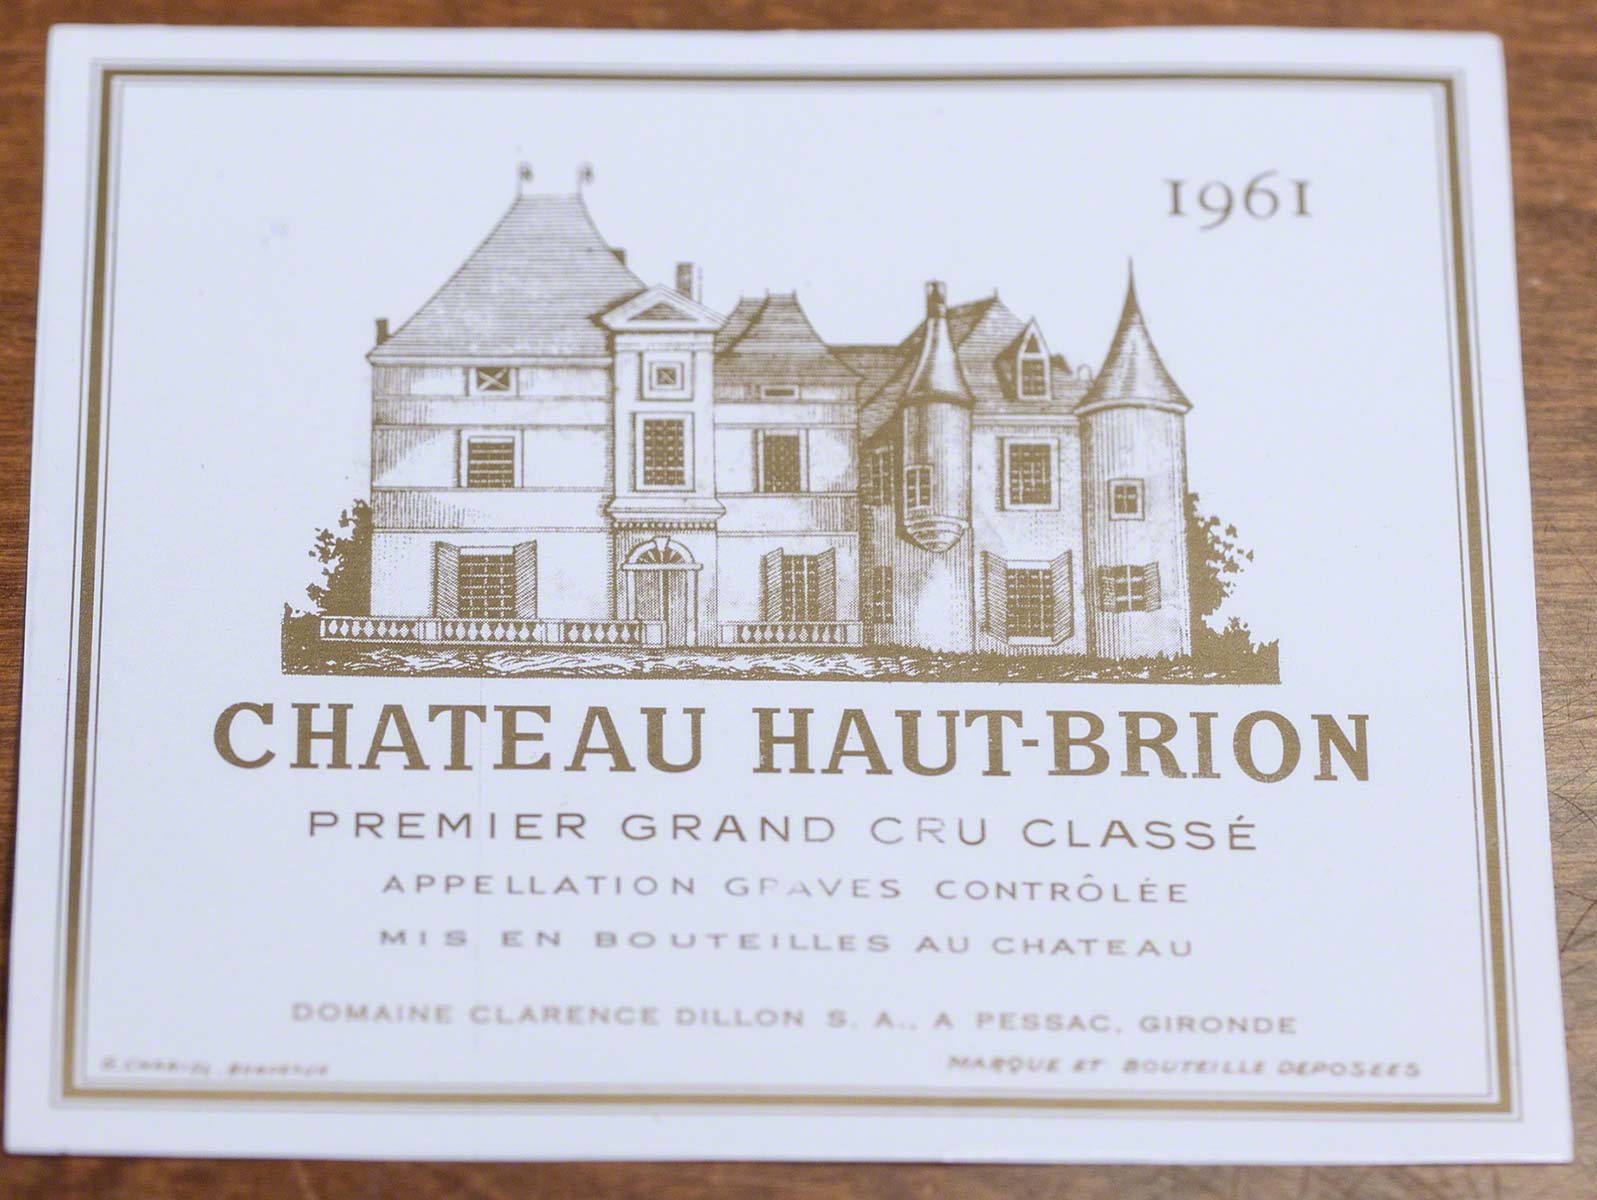 1961
CHATEAU HAUT-BRION
PREMIER GRAND CRU CLASSÉ
APPELLATION GRAVES CONTRÔLÉE
MIS EN BOUTEILLES AU CHATEAU
DOMAINE CLARENCE DILLON S. A., A PESSAC, GIRONDE
MARQUE ET BOUTEILLE DEPOSEES